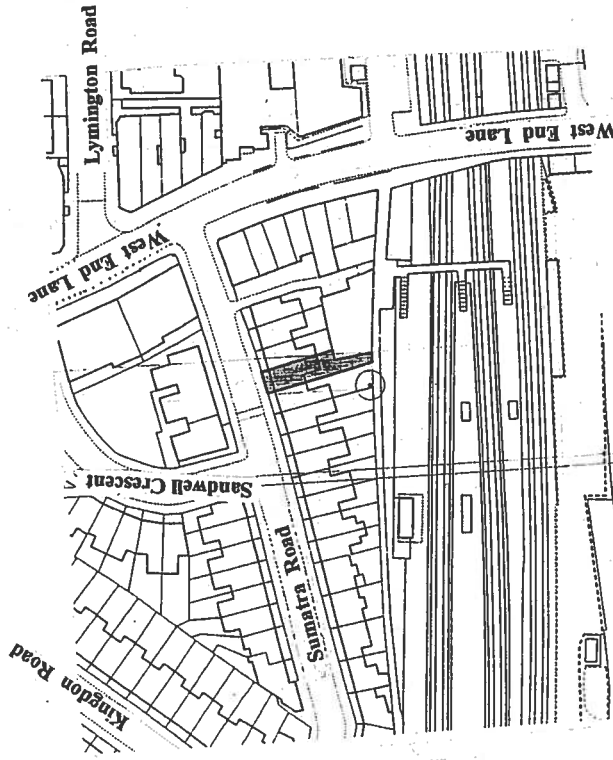 Lymington Road
West End Lane
West End Lane
Sandwell Crescent
Sumatra Road
Kingdon Road